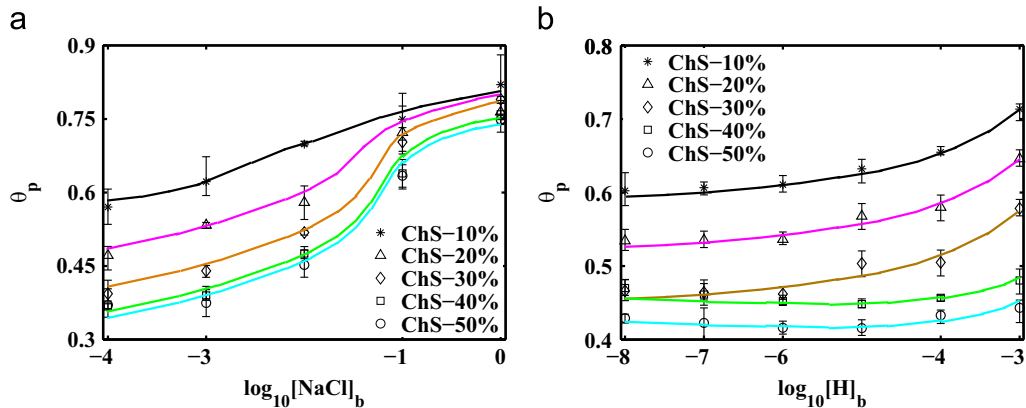 a
0.9
0.75
0.6
0.45
0.3
θp
−4
−3
−1
0
log10[NaCl]b
ChS−10%
ChS−20%
ChS−30%
ChS−40%
ChS−50%
b
0.8
0.7
0.6
0.5
0.4
θp
−8
−7
−6
−4
−3
log10[H]b
ChS−10%
ChS−20%
ChS−30%
ChS−40%
ChS−50%